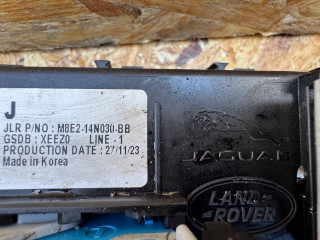 J
JLR P/NO : M8E2-14N030-BB
GSDB : XEEZ0 LINE - 1
PRODUCTION DATE : 27/11/23
Made in Korea
JAGUAR
LAND
ROVER